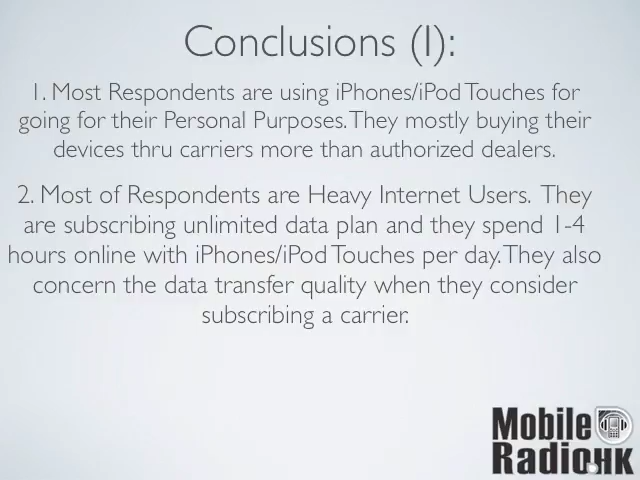 Conclusions (I):
1. Most Respondents are using iPhones/iPod Touches for
going for their Personal Purposes. They mostly buying their
devices thru carriers more than authorized dealers.
2. Most of Respondents are Heavy Internet Users. They
are subscribing unlimited data plan and they spend 1-4
hours online with iPhones/iPod Touches per day. They also
concern the data transfer quality when they consider
subscribing a carrier.
Mobile
Radio.HK